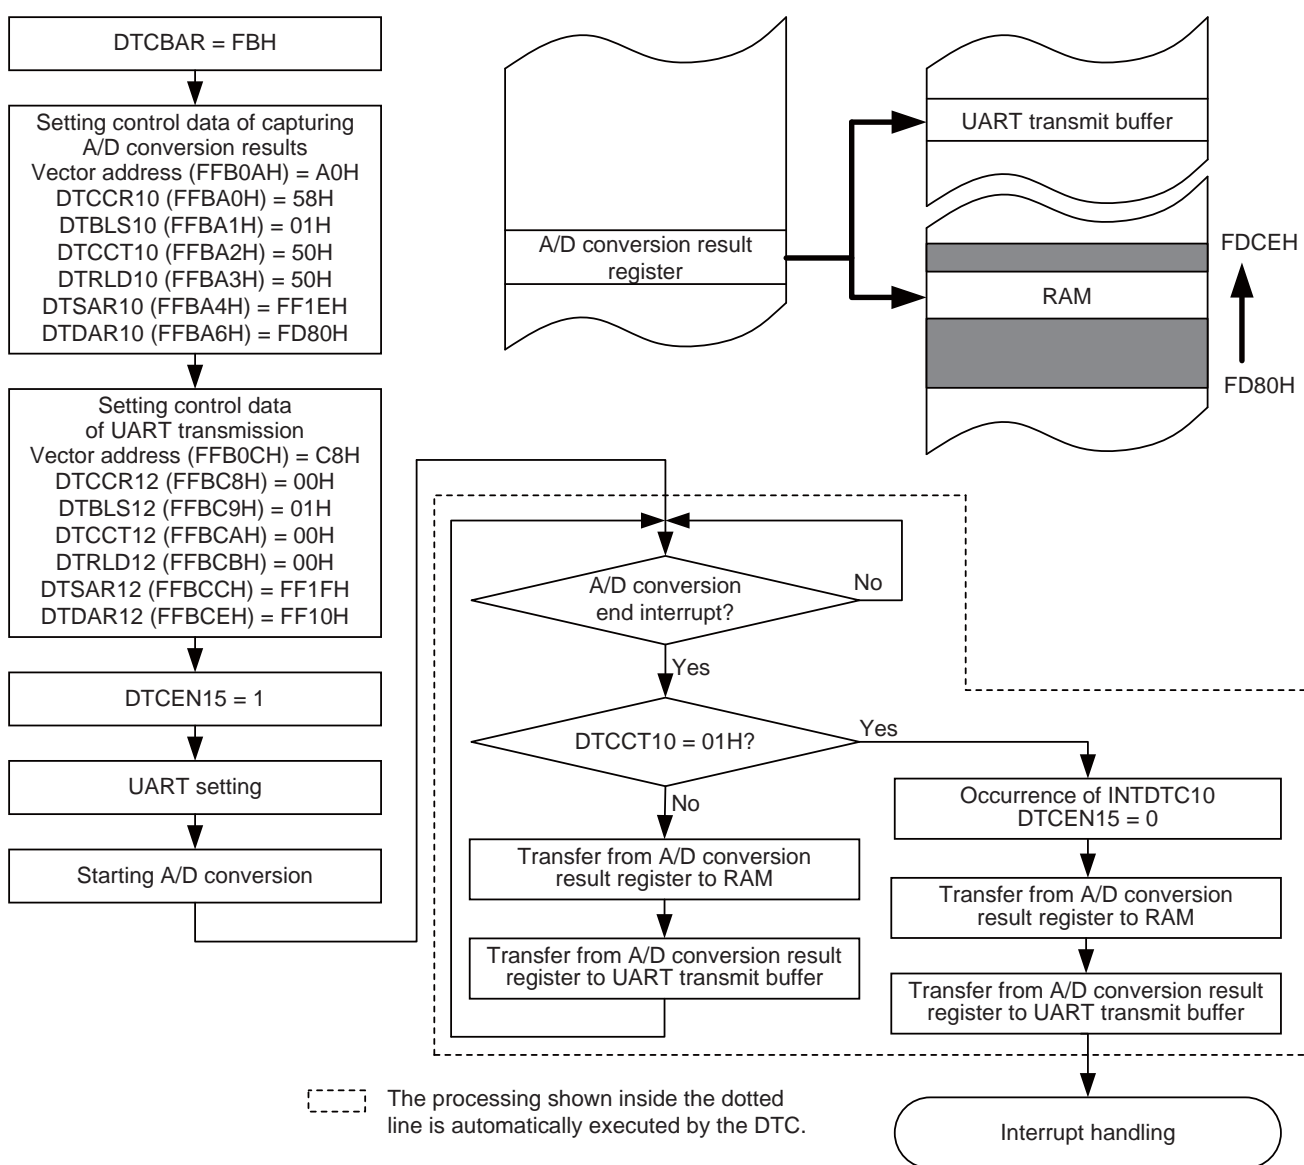 DTCBAR = FBH
Setting control data of capturing
A/D conversion results
Vector address (FFB0AH) = A0H
DTCCR10 (FFBA0H) = 58H
DTBLS10 (FFBA1H) = 01H
DTCCT10 (FFBA2H) = 50H
DTRLD10 (FFBA3H) = 50H
DTSAR10 (FFBA4H) = FF1EH
DTDAR10 (FFBA6H) = FD80H
Setting control data
of UART transmission
Vector address (FFB0CH) = C8H
DTCCR12 (FFBC8H) = 00H
DTBLS12 (FFBC9H) = 01H
DTCCT12 (FFBCAH) = 00H
DTRLD12 (FFBCBH) = 00H
DTSAR12 (FFBCCH) = FF1FH
DTDAR12 (FFBCEH) = FF10H
DTCEN15 = 1
UART setting
Starting A/D conversion
A/D conversion result
register
UART transmit buffer
RAM
FDCEH
FD80H
A/D conversion
end interrupt?
No
Yes
DTCCT10 = 01H?
Yes
No
Transfer from A/D conversion
result register to RAM
Transfer from A/D conversion result
register to UART transmit buffer
Occurrence of INTDTC10
DTCEN15 = 0
Transfer from A/D conversion
result register to RAM
Transfer from A/D conversion result
register to UART transmit buffer
Interrupt handling
The processing shown inside the dotted
line is automatically executed by the DTC.